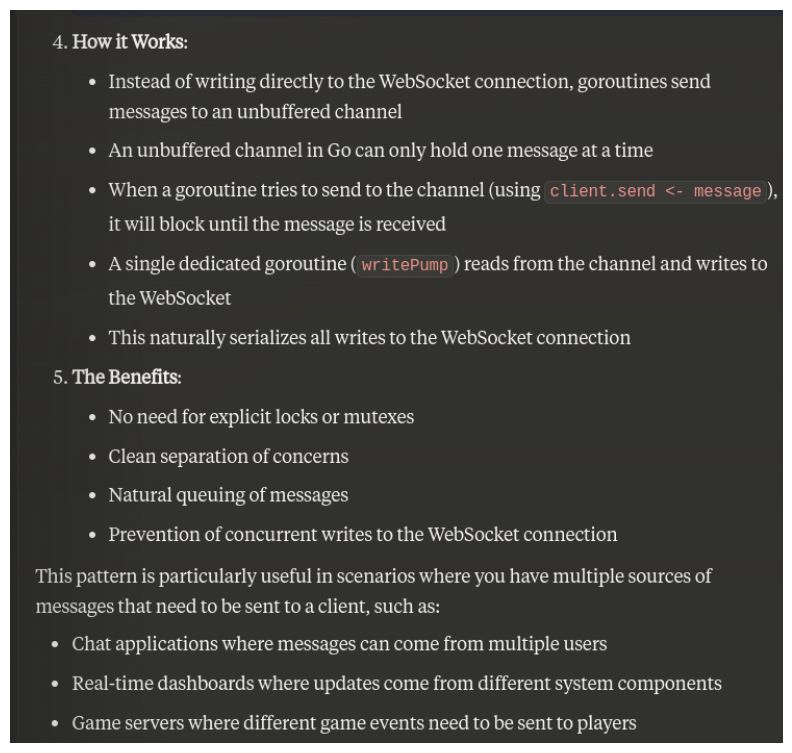 4. How it Works:
• Instead of writing directly to the WebSocket connection, goroutines send
messages to an unbuffered channel
• An unbuffered channel in Go can only hold one message at a time
• When a goroutine tries to send to the channel (using client.send <- message),
it will block until the message is received
• A single dedicated goroutine (writePump) reads from the channel and writes to
the WebSocket
• This naturally serializes all writes to the WebSocket connection
5. The Benefits:
• No need for explicit locks or mutexes
• Clean separation of concerns
• Natural queuing of messages
• Prevention of concurrent writes to the WebSocket connection
This pattern is particularly useful in scenarios where you have multiple sources of
messages that need to be sent to a client, such as:
• Chat applications where messages can come from multiple users
• Real-time dashboards where updates come from different system components
• Game servers where different game events need to be sent to players